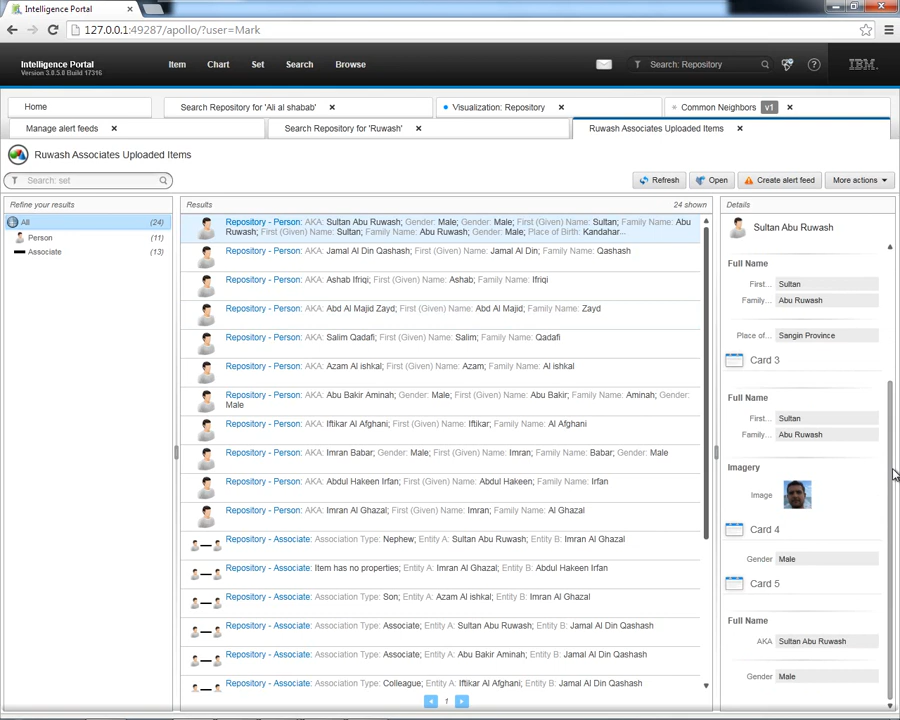 Intelligence Portal
127.0.0.1:49287/apollo/?user=Mark
Intelligence Portal
Version 3.0.5.0 Build 17316
Item Chart Set Search Browse
Search: Repository
IBM.
Home
Search Repository for 'Ali al shabab'
Visualization: Repository
Common Neighbors v1
Manage alert feeds
Search Repository for 'Ruwash'
Ruwash Associates Uploaded Items
Ruwash Associates Uploaded Items
Search: set
Refresh
Open
Create alert feed
More actions
Refine your results
All (24)
Person (11)
Associate (13)
Results
24 shown
Repository - Person: AKA: Sultan Abu Ruwash; Gender: Male; Gender: Male; First (Given) Name: Sultan; Family Name: Abu
Ruwash; First (Given) Name: Sultan; Family Name: Abu Ruwash; Gender: Male; Place of Birth: Kandahar...
Repository - Person: AKA: Jamal Al Din Qashash; First (Given) Name: Jamal Al Din; Family Name: Qashash
Repository - Person: AKA: Ashab Ifriqi; First (Given) Name: Ashab; Family Name: Ifriqi
Repository - Person: AKA: Abd Al Majid Zayd; First (Given) Name: Abd Al Majid; Family Name: Zayd
Repository - Person: AKA: Salim Qadafi; First (Given) Name: Salim; Family Name: Qadafi
Repository - Person: AKA: Azam Al ishkal; First (Given) Name: Azam; Family Name: Al ishkal
Repository - Person: AKA: Abu Bakir Aminah; Gender: Male; First (Given) Name: Abu Bakir; Family Name: Aminah; Gender:
Male
Repository - Person: AKA: Iftikar Al Afghani; First (Given) Name: Iftikar; Family Name: Al Afghani
Repository - Person: AKA: Imran Babar; Gender: Male; First (Given) Name: Imran; Family Name: Babar; Gender: Male
Repository - Person: AKA: Abdul Hakeen Irfan; First (Given) Name: Abdul Hakeen; Family Name: Irfan
Repository - Person: AKA: Imran Al Ghazal; First (Given) Name: Imran; Family Name: Al Ghazal
Repository - Associate: Association Type: Nephew; Entity A: Sultan Abu Ruwash; Entity B: Imran Al Ghazal
Repository - Associate: Item has no properties; Entity A: Imran Al Ghazal; Entity B: Abdul Hakeen Irfan
Repository - Associate: Association Type: Son; Entity A: Azam Al ishkal; Entity B: Imran Al Ghazal
Repository - Associate: Association Type: Associate; Entity A: Sultan Abu Ruwash; Entity B: Jamal Al Din Qashash
Repository - Associate: Association Type: Associate; Entity A: Abu Bakir Aminah; Entity B: Jamal Al Din Qashash
Repository - Associate: Association Type: Colleague; Entity A: Iftikar Al Afghani; Entity B: Jamal Al Din Qashash
1
Details
Sultan Abu Ruwash
Full Name
First... Sultan
Family... Abu Ruwash
Place of... Sangin Province
Card 3
Full Name
First... Sultan
Family... Abu Ruwash
Imagery
Image
Card 4
Gender Male
Card 5
Full Name
AKA Sultan Abu Ruwash
Gender Male